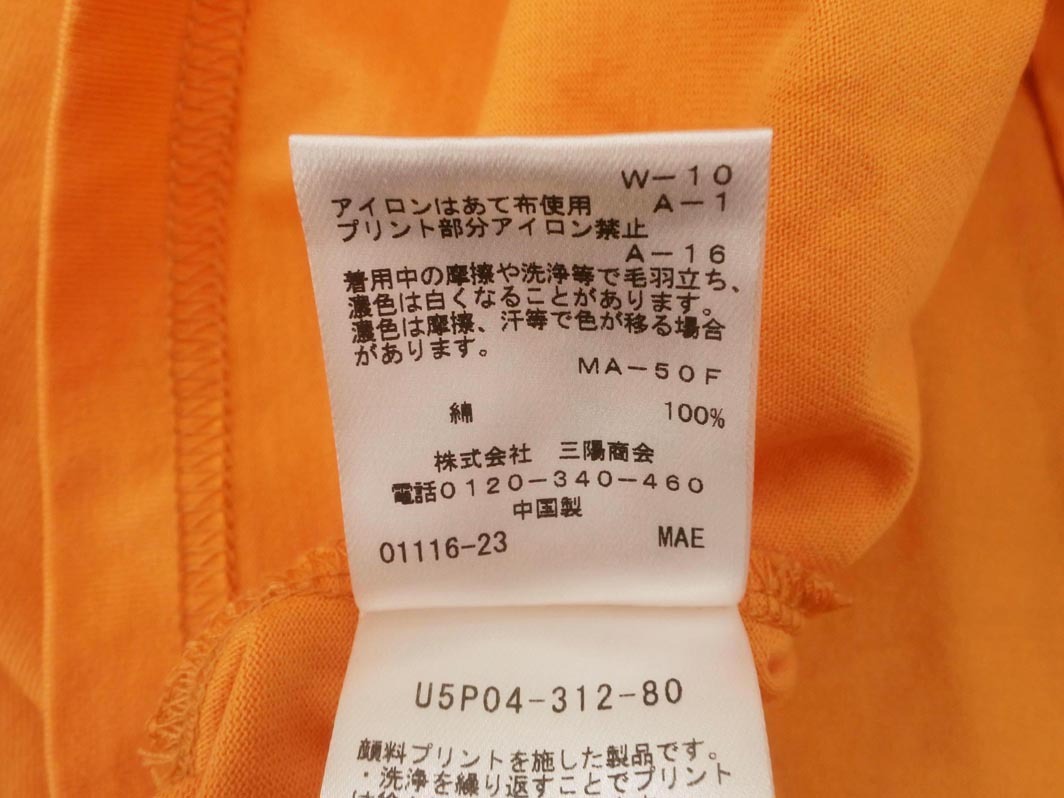 W-10
アイロンはあて布使用 A-1
プリント部分アイロン禁止
A-16
着用中の摩擦や洗浄等で毛羽立ち、
濃色は白くなることがあります。
濃色は摩擦、汗等で色が移る場合
があります。
MA-50F
綿 100%
株式会社 三陽商会
電話0120-340-460
中国製
01116-23 MAE
U5P04-312-80
顔料プリントを施した製品です。
・洗浄を繰り返すことでプリント